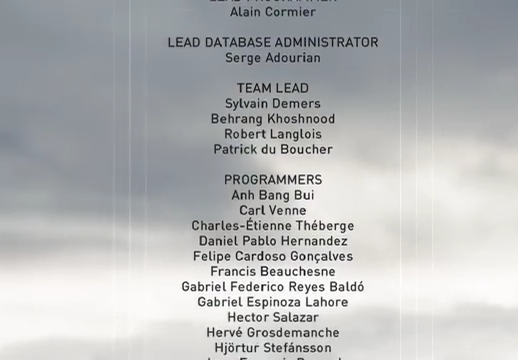 LEAD PROGRAMMER
Alain Cormier
LEAD DATABASE ADMINISTRATOR
Serge Adourian
TEAM LEAD
Sylvain Demers
Behrang Khoshnood
Robert Langlois
Patrick du Boucher
PROGRAMMERS
Anh Bang Bui
Carl Venne
Charles-Étienne Théberge
Daniel Pablo Hernandez
Felipe Cardoso Gonçalves
Francis Beauchesne
Gabriel Federico Reyes Baldó
Gabriel Espinoza Lahore
Hector Salazar
Hervé Grosdemanche
Hjörtur Stefánsson